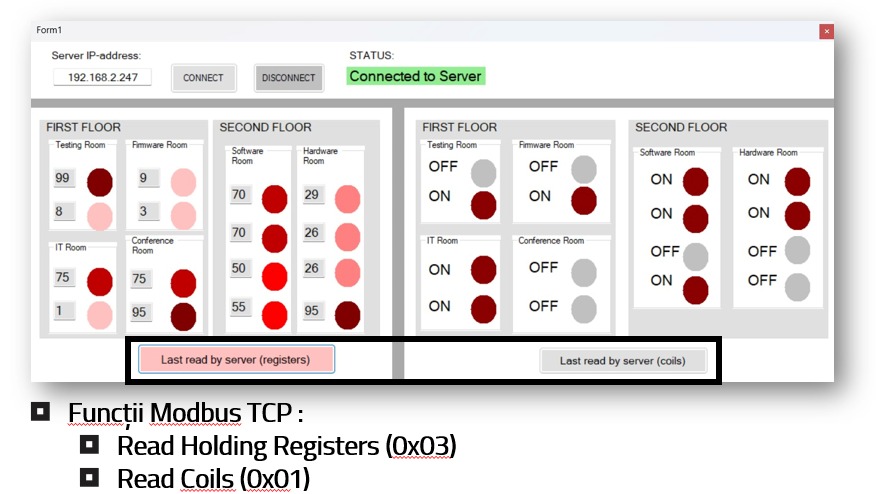 Form1
Server IP-address:
192.168.2.247
CONNECT
DISCONNECT
STATUS:
Connected to Server
FIRST FLOOR
Testing Room
99
8
Firmware Room
9
3
IT Room
75
1
Conference
Room
75
95
SECOND FLOOR
Software
Room
70
70
50
55
Hardware
Room
29
26
26
95
FIRST FLOOR
Testing Room
OFF
ON
Firmware Room
OFF
ON
IT Room
ON
ON
Conference Room
OFF
OFF
SECOND FLOOR
Software Room
ON
ON
OFF
ON
Hardware Room
ON
ON
OFF
OFF
Last read by server (registers)
Last read by server (coils)
Funcții Modbus TCP :
Read Holding Registers (0x03)
Read Coils (0x01)